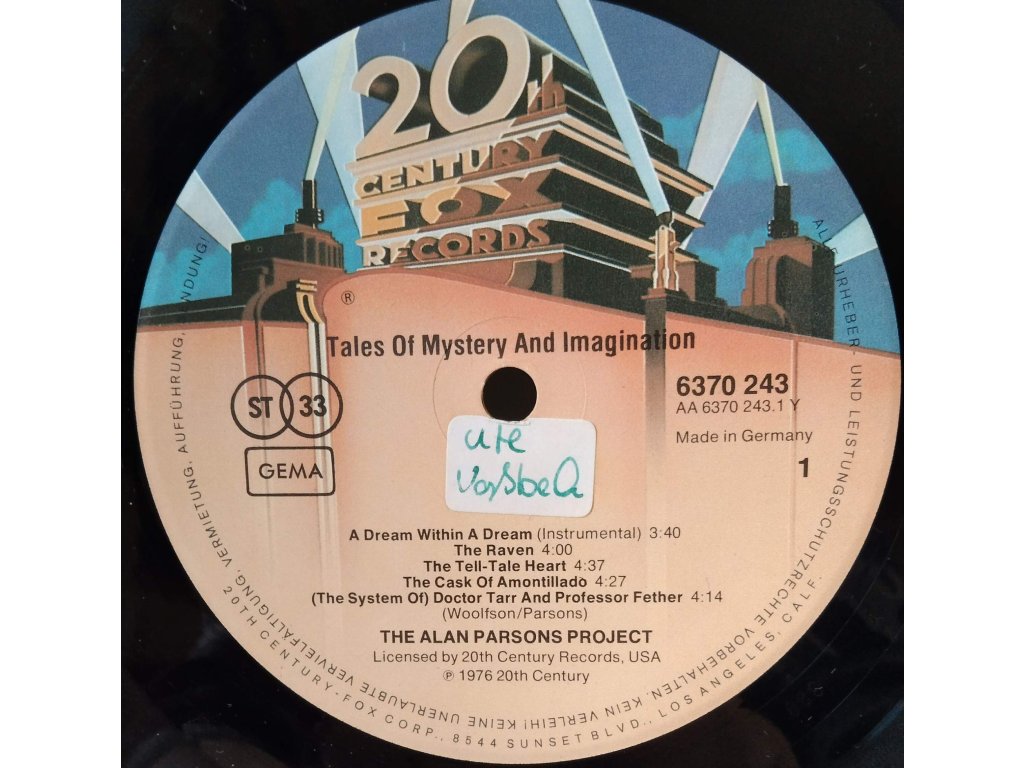 20th
CENTURY
FOX
RECORDS
®
Tales Of Mystery And Imagination
ST 33
GEMA
6370 243
AA 6370 243.1 Y
Made in Germany
1
ute
A Dream Within A Dream (Instrumental) 3:40
The Raven 4:00
The Tell-Tale Heart 4:37
The Cask Of Amontillado 4:27
(The System Of) Doctor Tarr And Professor Fether 4:14
(Woolfson/Parsons)
THE ALAN PARSONS PROJECT
Licensed by 20th Century Records, USA
℗ 1976 20th Century
URHEBER- UND LEISTUNGSSCHUTZRECHTE VORBEHALTEN. KEIN VERLEIH! KEINE UNERLAUBTE VERVIELFÄLTIGUNG, VERMIETUNG, AUFFÜHRUNG,
20TH CENTURY-FOX CORP., 8544 SUNSET BLVD., LOS ANGELES, CALF.